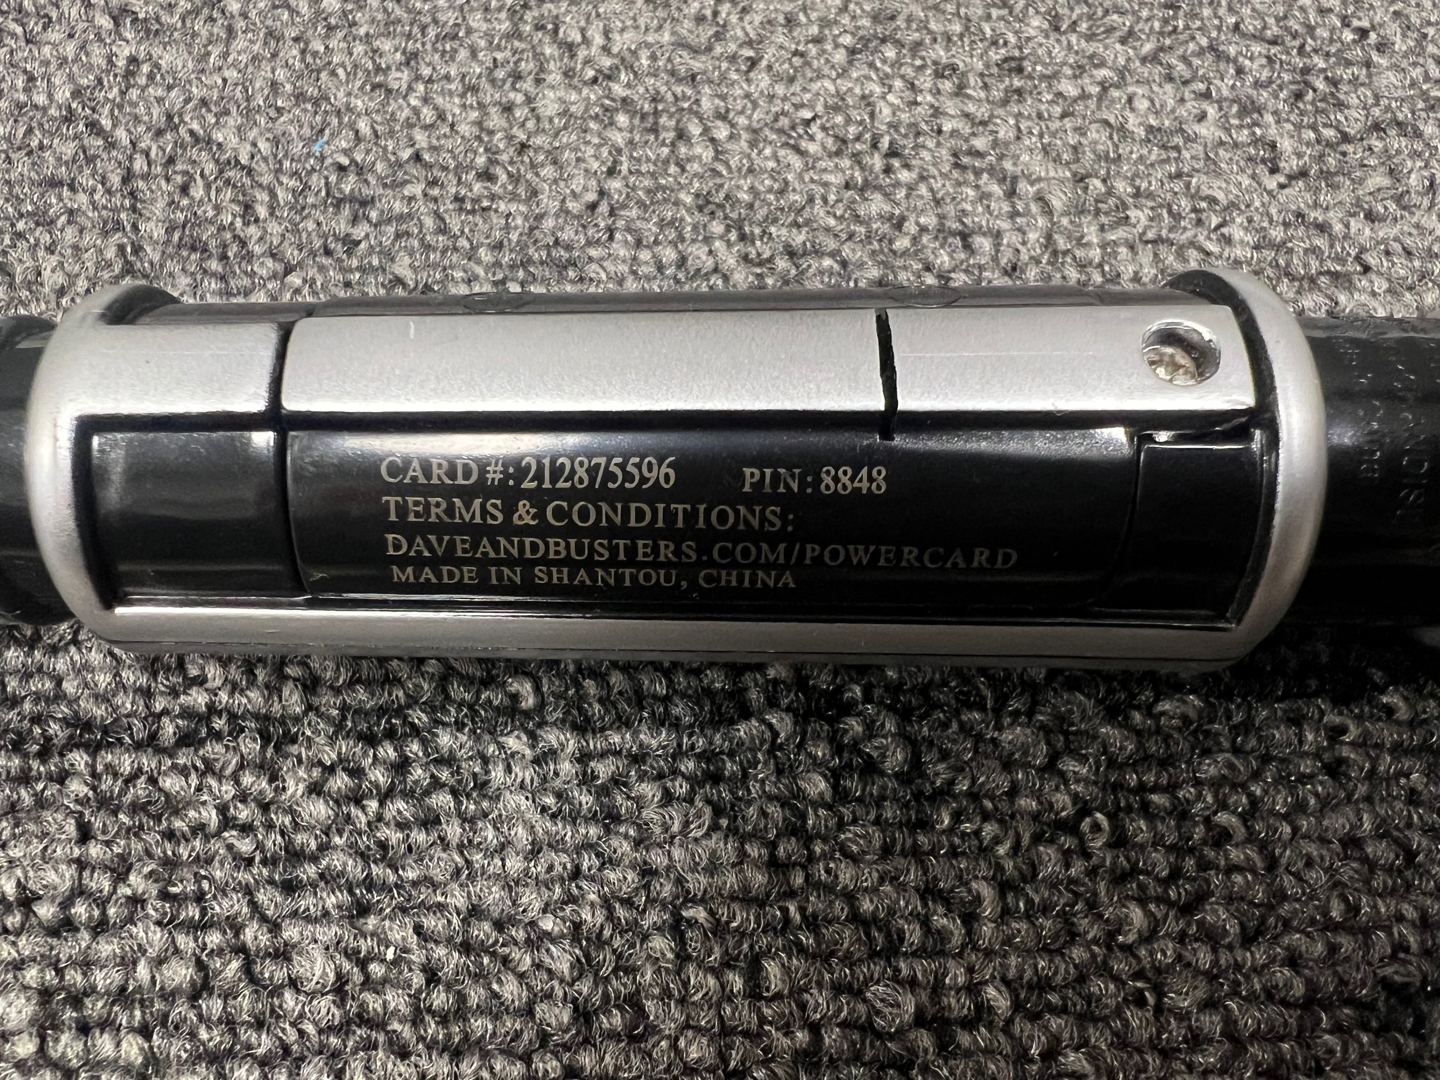 CARD #: 212875596 PIN: 8848
TERMS & CONDITIONS:
DAVEANDBUSTERS.COM/POWERCARD
MADE IN SHANTOU, CHINA